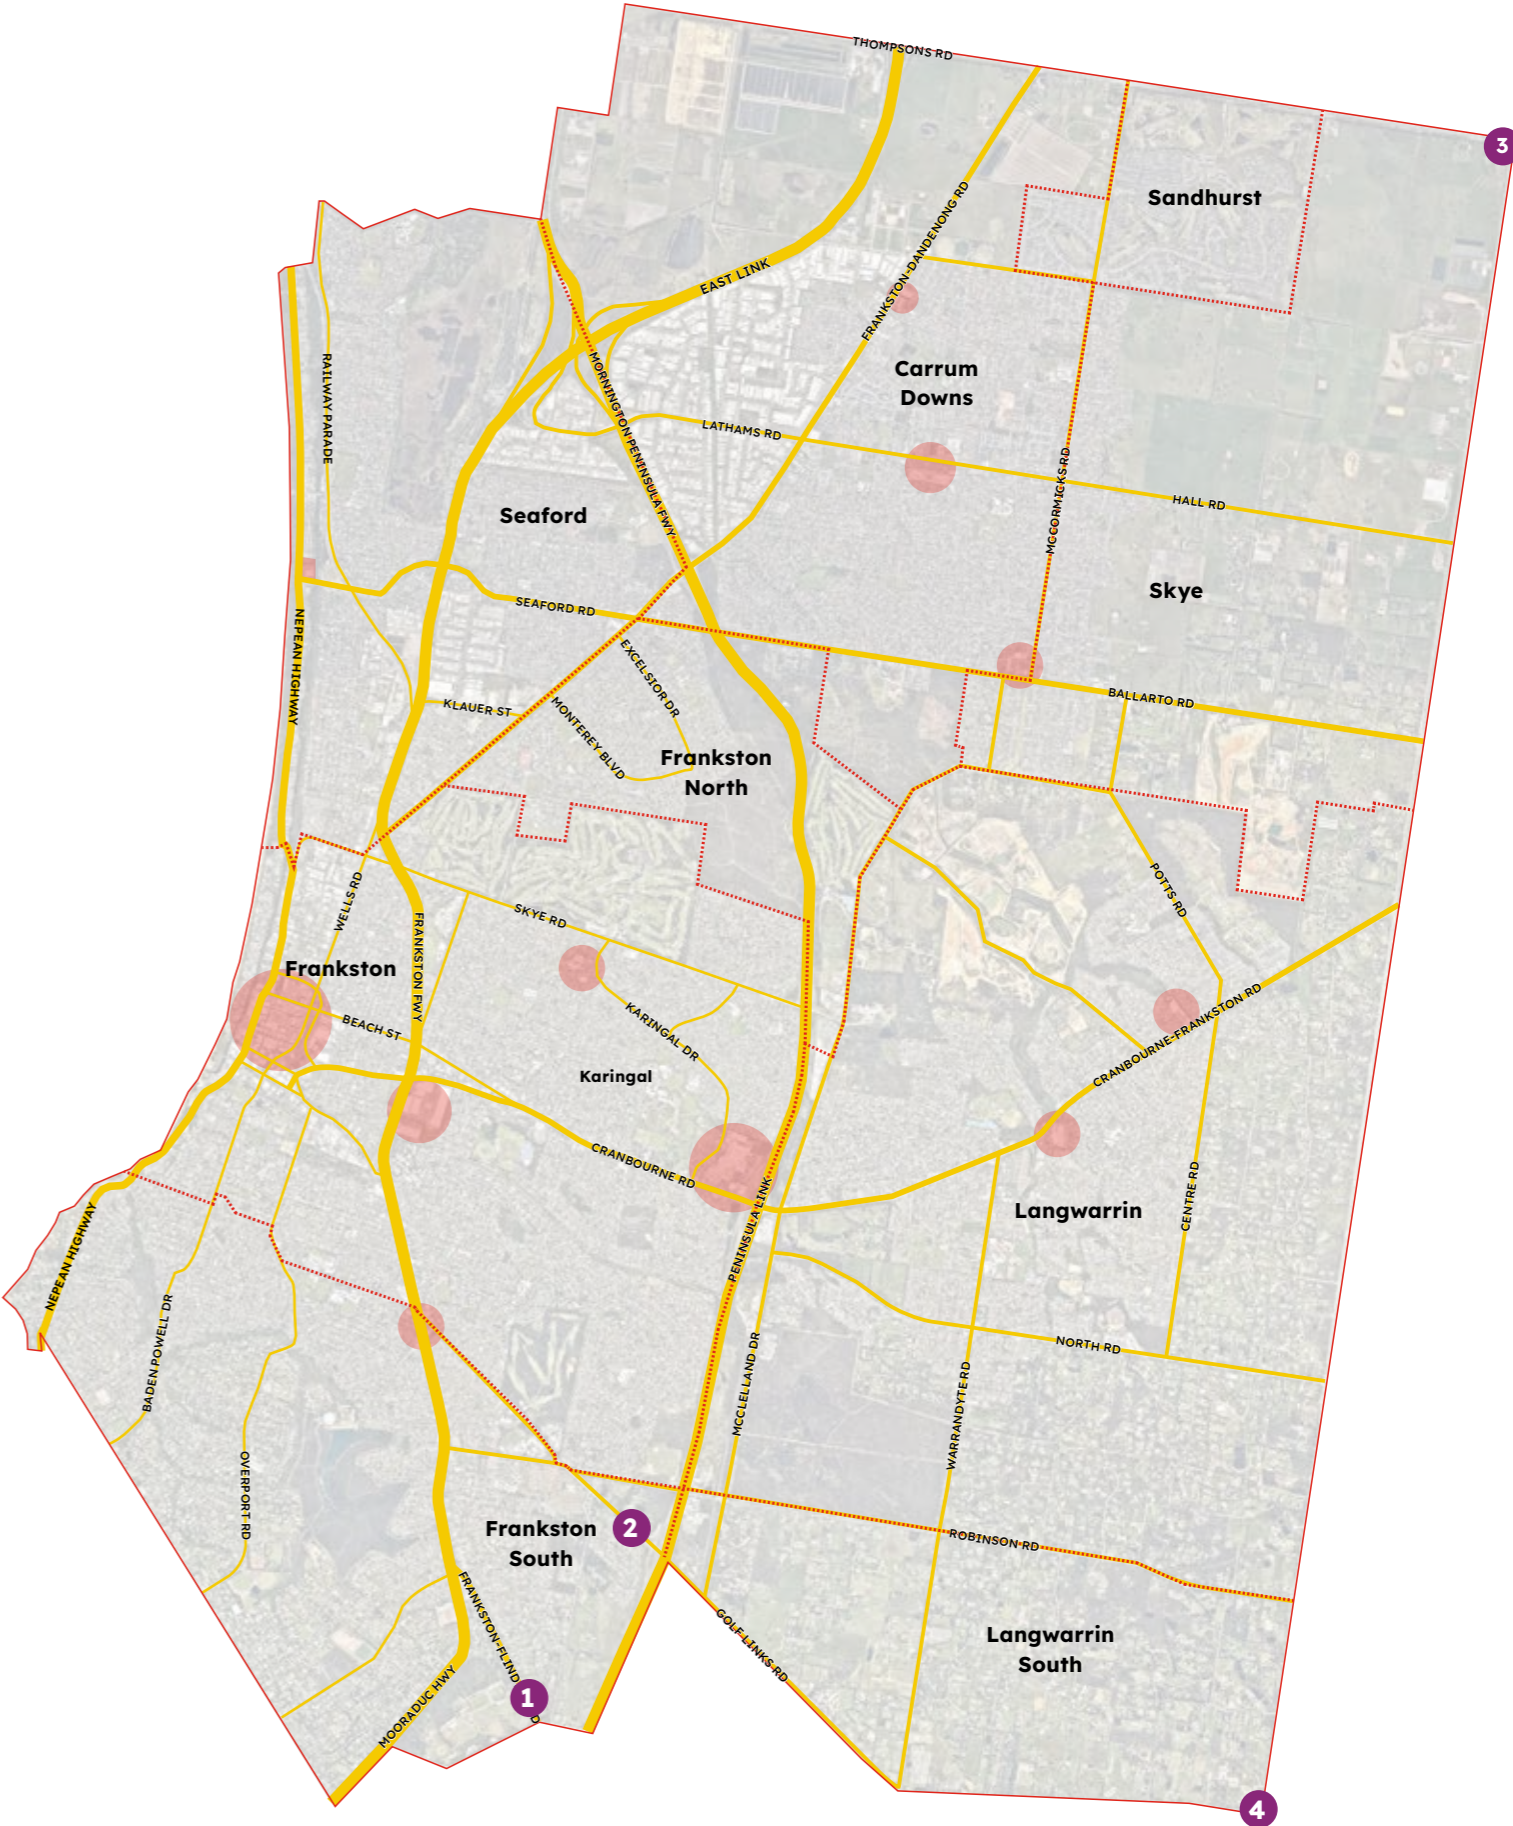 THOMPSONS RD
3
Sandhurst
FRANKSTON-DANDENONG RD
EAST LINK
RAILWAY PARADE
MORNINGTON PENINSULA FWY
Carrum
Downs
LATHAMS RD
MCCORMICKS RD
HALL RD
Seaford
Skye
SEAFORD RD
NEPEAN HIGHWAY
EXCELSIOR DR
KLAUER ST
MONTEREY BLVD
BALLARTO RD
Frankston
North
WELLS RD
POTTS RD
SKYE RD
FRANKSTON FWY
Frankston
BEACH ST
KARINGAL DR
CRANBOURNE-FRANKSTON RD
Karingal
CRANBOURNE RD
PENINSULA LINK
Langwarrin
CENTRE RD
NEPEAN HIGHWAY
BADEN POWELL DR
MCCLELLAND DR
NORTH RD
WARRANDYTE RD
OVERPORT RD
Frankston
South
2
ROBINSON RD
FRANKSTON-FLIND
D
GOLF LINKS RD
Langwarrin
South
1
MOORADUC HWY
4